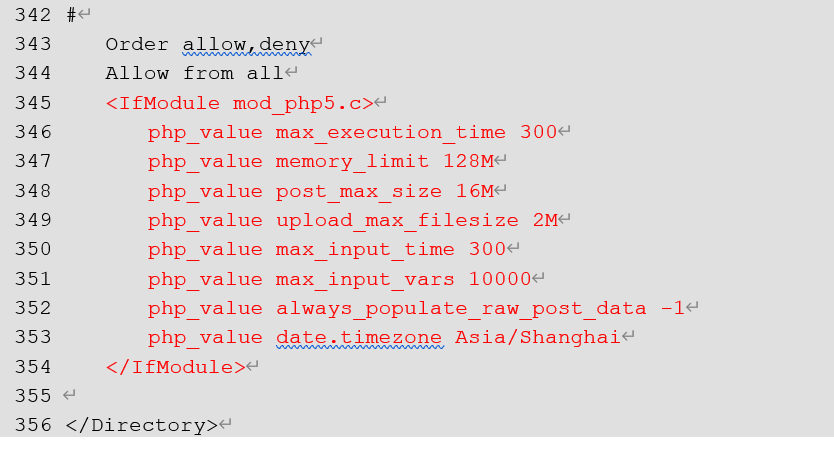 342 #↵
343 Order allow,deny↵
344 Allow from all↵
345 <IfModule mod_php5.c>↵
346 php_value max_execution_time 300↵
347 php_value memory_limit 128M↵
348 php_value post_max_size 16M↵
349 php_value upload_max_filesize 2M↵
350 php_value max_input_time 300↵
351 php_value max_input_vars 10000↵
352 php_value always_populate_raw_post_data -1↵
353 php_value date.timezone Asia/Shanghai↵
354 </IfModule>↵
355 ↵
356 </Directory>↵